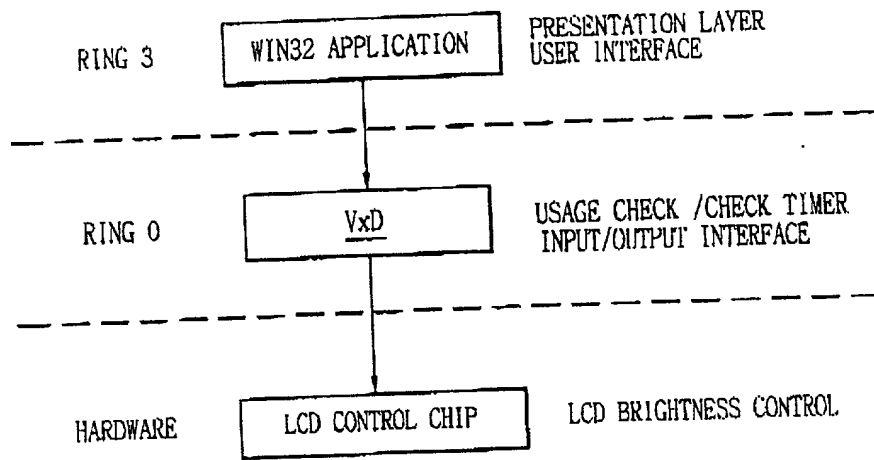 RING 3
WIN32 APPLICATION
PRESENTATION LAYER
USER INTERFACE
RING 0
VxD
USAGE CHECK /CHECK TIMER
INPUT/OUTPUT INTERFACE
HARDWARE
LCD CONTROL CHIP
LCD BRIGHTNESS CONTROL